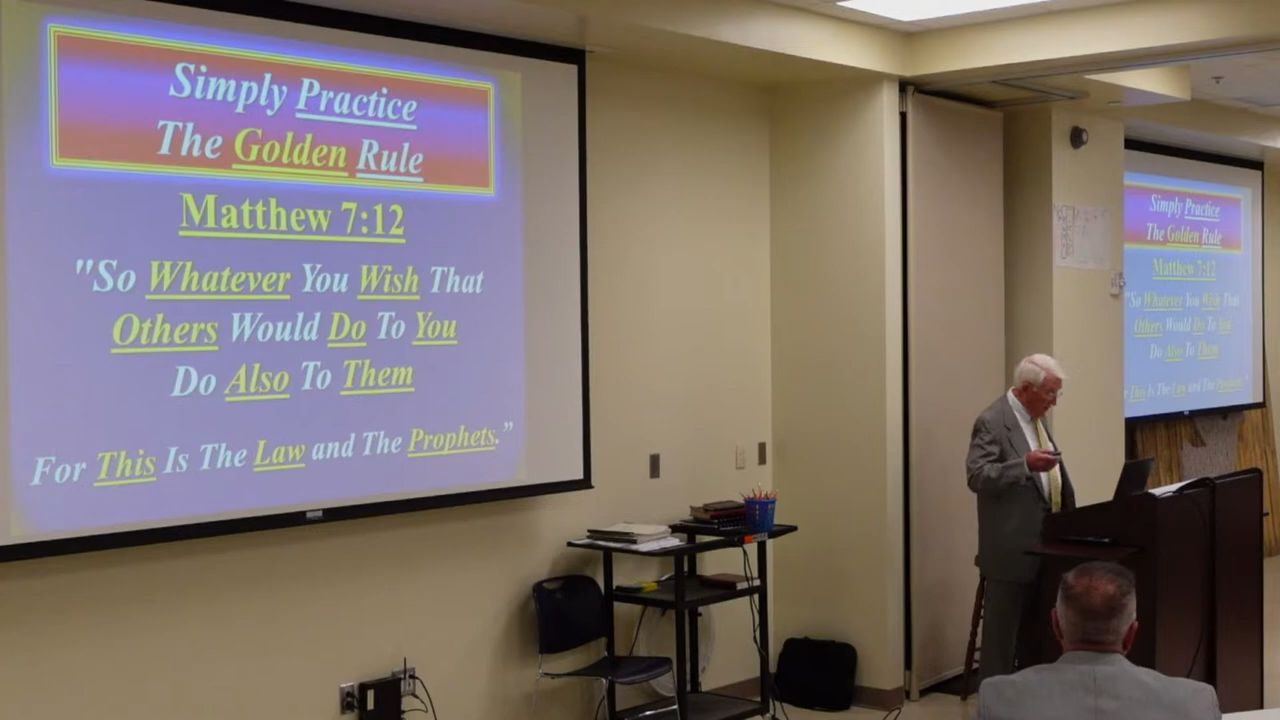 Simply Practice
The Golden Rule
Matthew 7:12
"So Whatever You Wish That
Others Would Do To You
Do Also To Them
For This Is The Law and The Prophets.”
Simply Practice
The Golden Rule
Matthew 7:12
"So Whatever You Wish That
Others Would Do To You
Do Also To Them
This Is The Law and The Prophets."